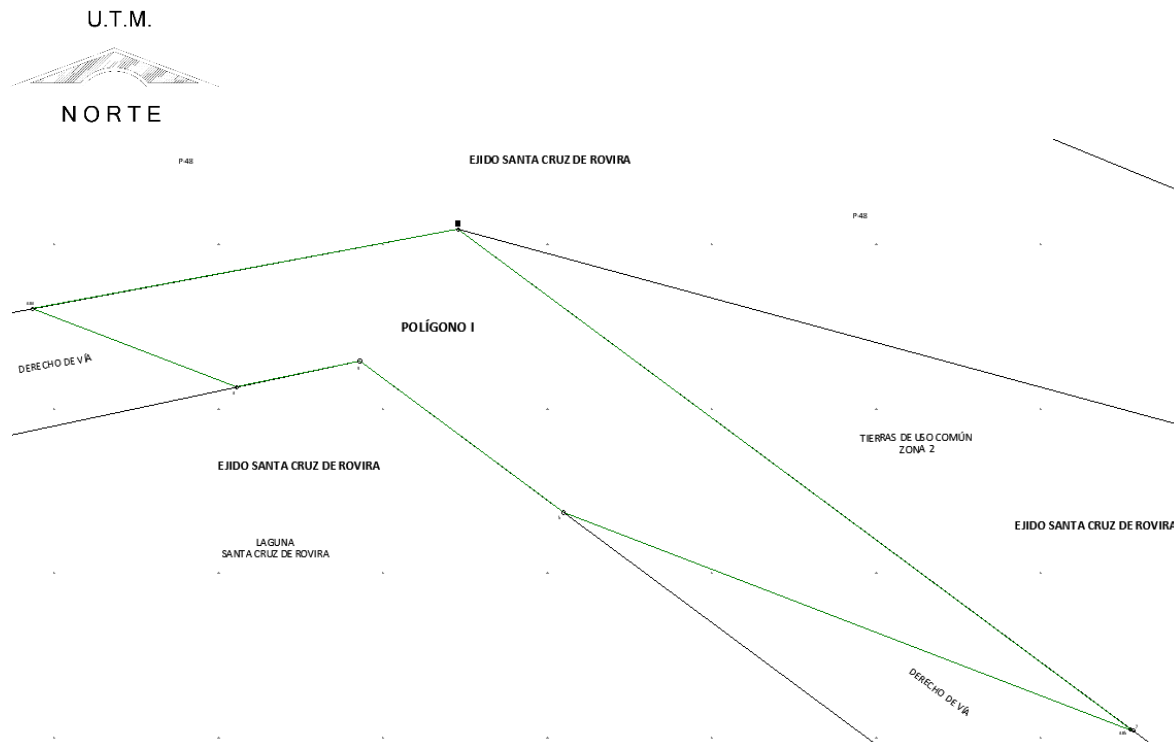 U.T.M.
NORTE
P-48
EJIDO SANTA CRUZ DE ROVIRA
P-48
POLÍGONO I
DERECHO DE VÍA
TIERRAS DE USO COMÚN
ZONA 2
EJIDO SANTA CRUZ DE ROVIRA
EJIDO SANTA CRUZ DE ROVIRA
LAGUNA
SANTA CRUZ DE ROVIRA
DERECHO DE VÍA